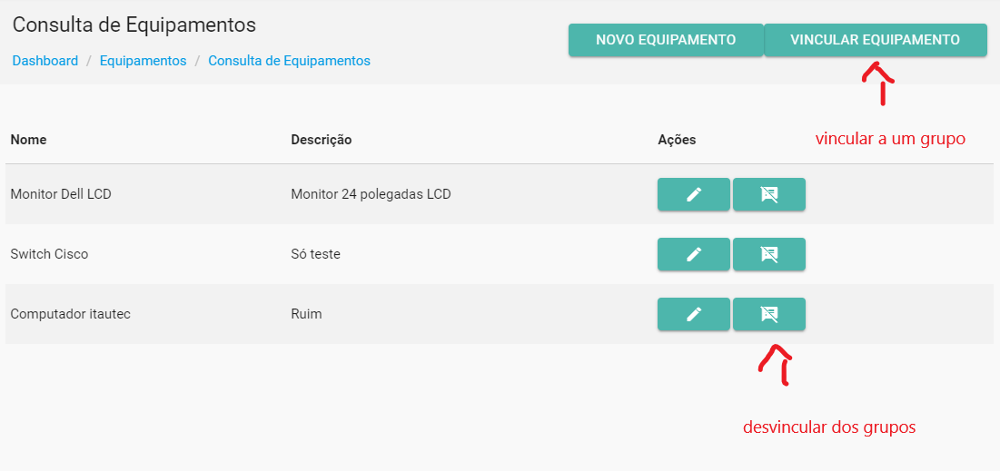 Consulta de Equipamentos
NOVO EQUIPAMENTO VINCULAR EQUIPAMENTO
Dashboard / Equipamentos / Consulta de Equipamentos
vincular a um grupo
Nome Descrição Ações
Monitor Dell LCD Monitor 24 polegadas LCD
Switch Cisco Só teste
Computador itautec Ruim
desvincular dos grupos